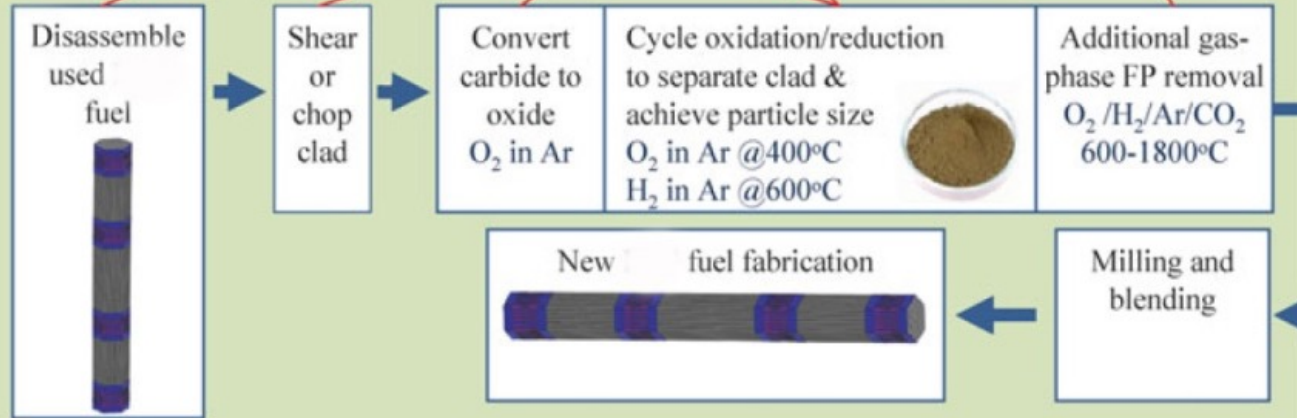 Disassemble
used
fuel
Shear
or
chop
clad
Convert
carbide to
oxide
O₂ in Ar
Cycle oxidation/reduction
to separate clad &
achieve particle size
O₂ in Ar @400°C
H₂ in Ar @600°C
Additional gas-
phase FP removal
O₂ /H₂/Ar/CO₂
600-1800°C
New fuel fabrication
Milling and
blending